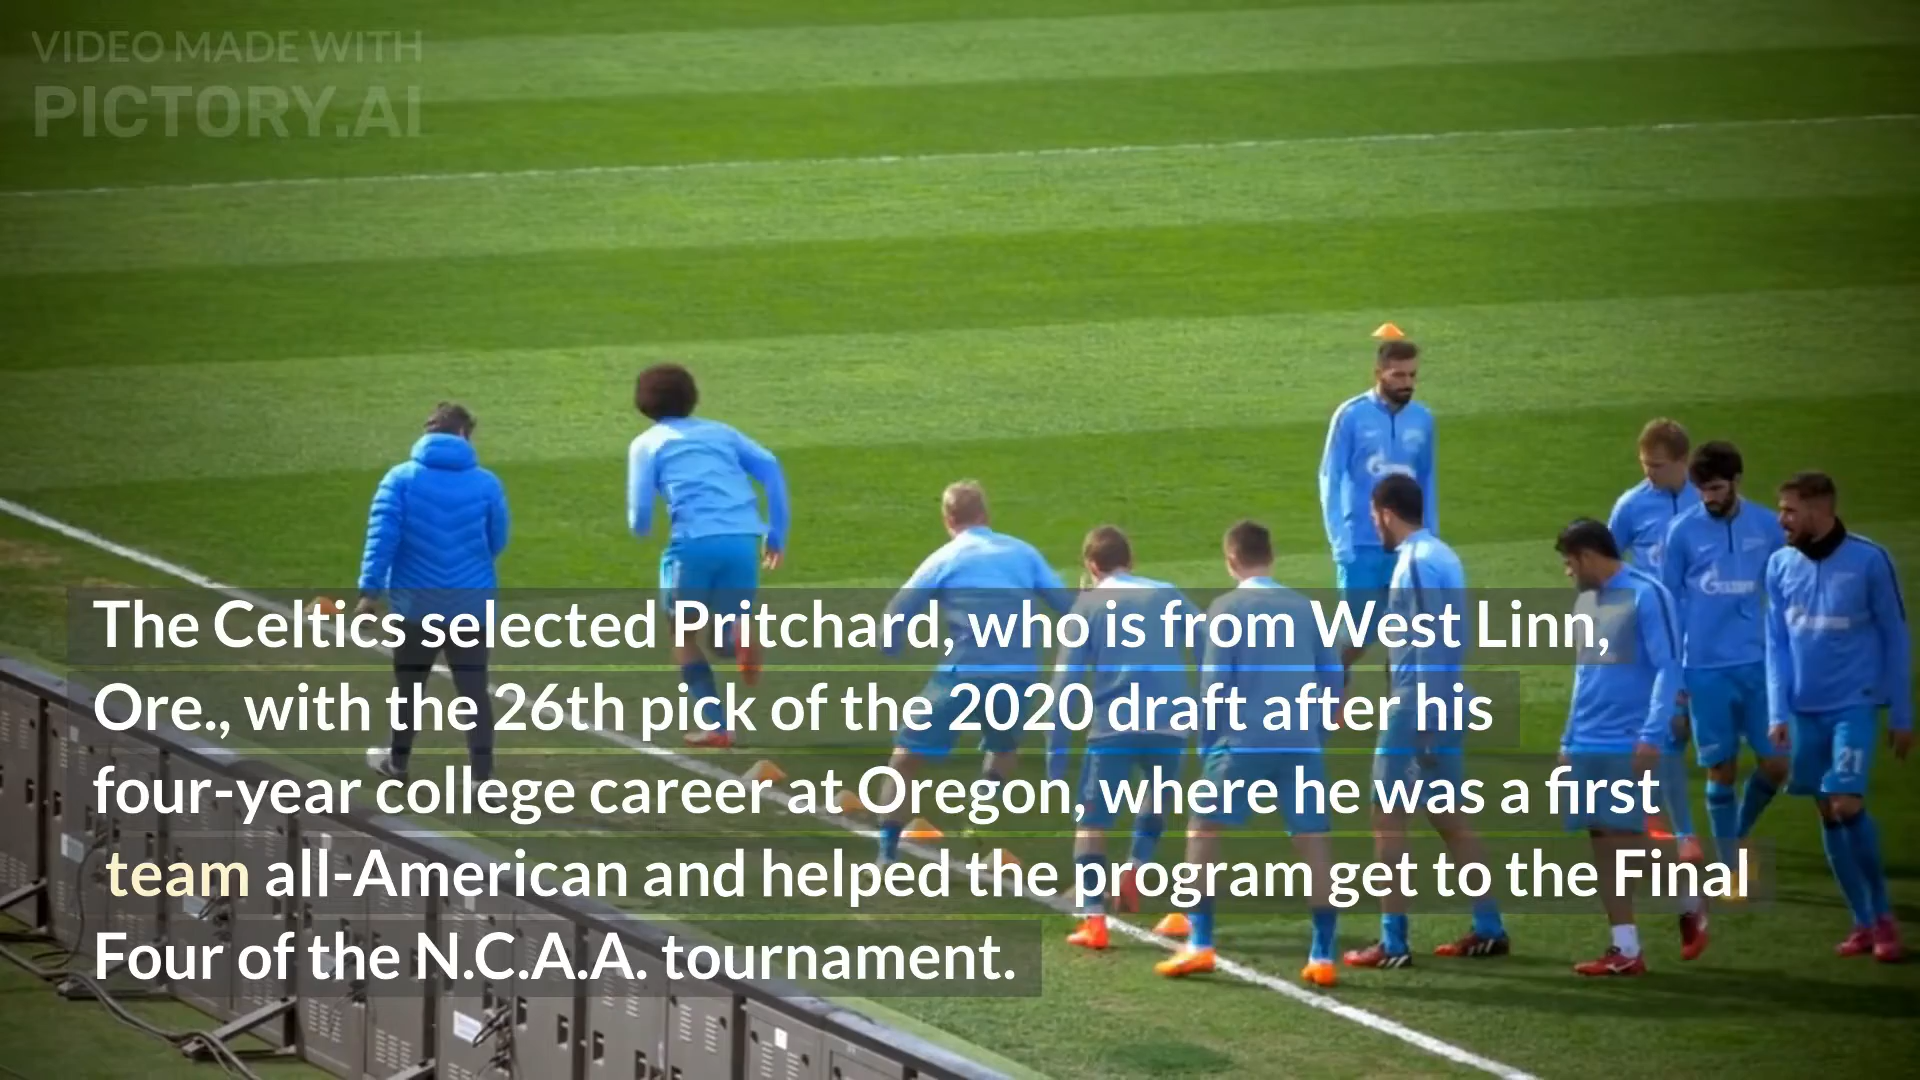 VIDEO MADE WITH
PICTORY.AI
The Celtics selected Pritchard, who is from West Linn,
Ore., with the 26th pick of the 2020 draft after his
four-year college career at Oregon, where he was a first
team all-American and helped the program get to the Final
Four of the N.C.A.A. tournament.
21